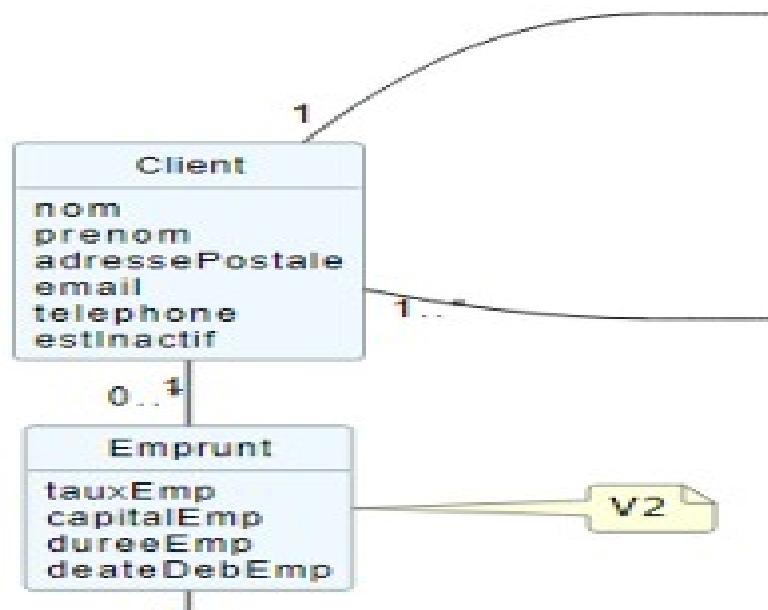 1
Client
nom
prenom
adressePostale
email
telephone
estInactif
1..*
0..*
1
Emprunt
tauxEmp
capitalEmp
dureeEmp
deateDebEmp
V2